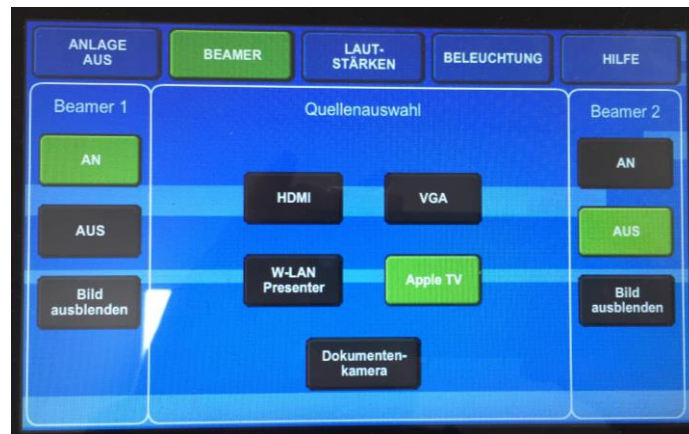 ANLAGE
AUS
BEAMER
LAUT-
STÄRKEN
BELEUCHTUNG
HILFE
Beamer 1
AN
AUS
Bild
ausblenden
Quellenauswahl
HDMI
VGA
W-LAN
Presenter
Apple TV
Dokumenten-
kamera
Beamer 2
AN
AUS
Bild
ausblenden